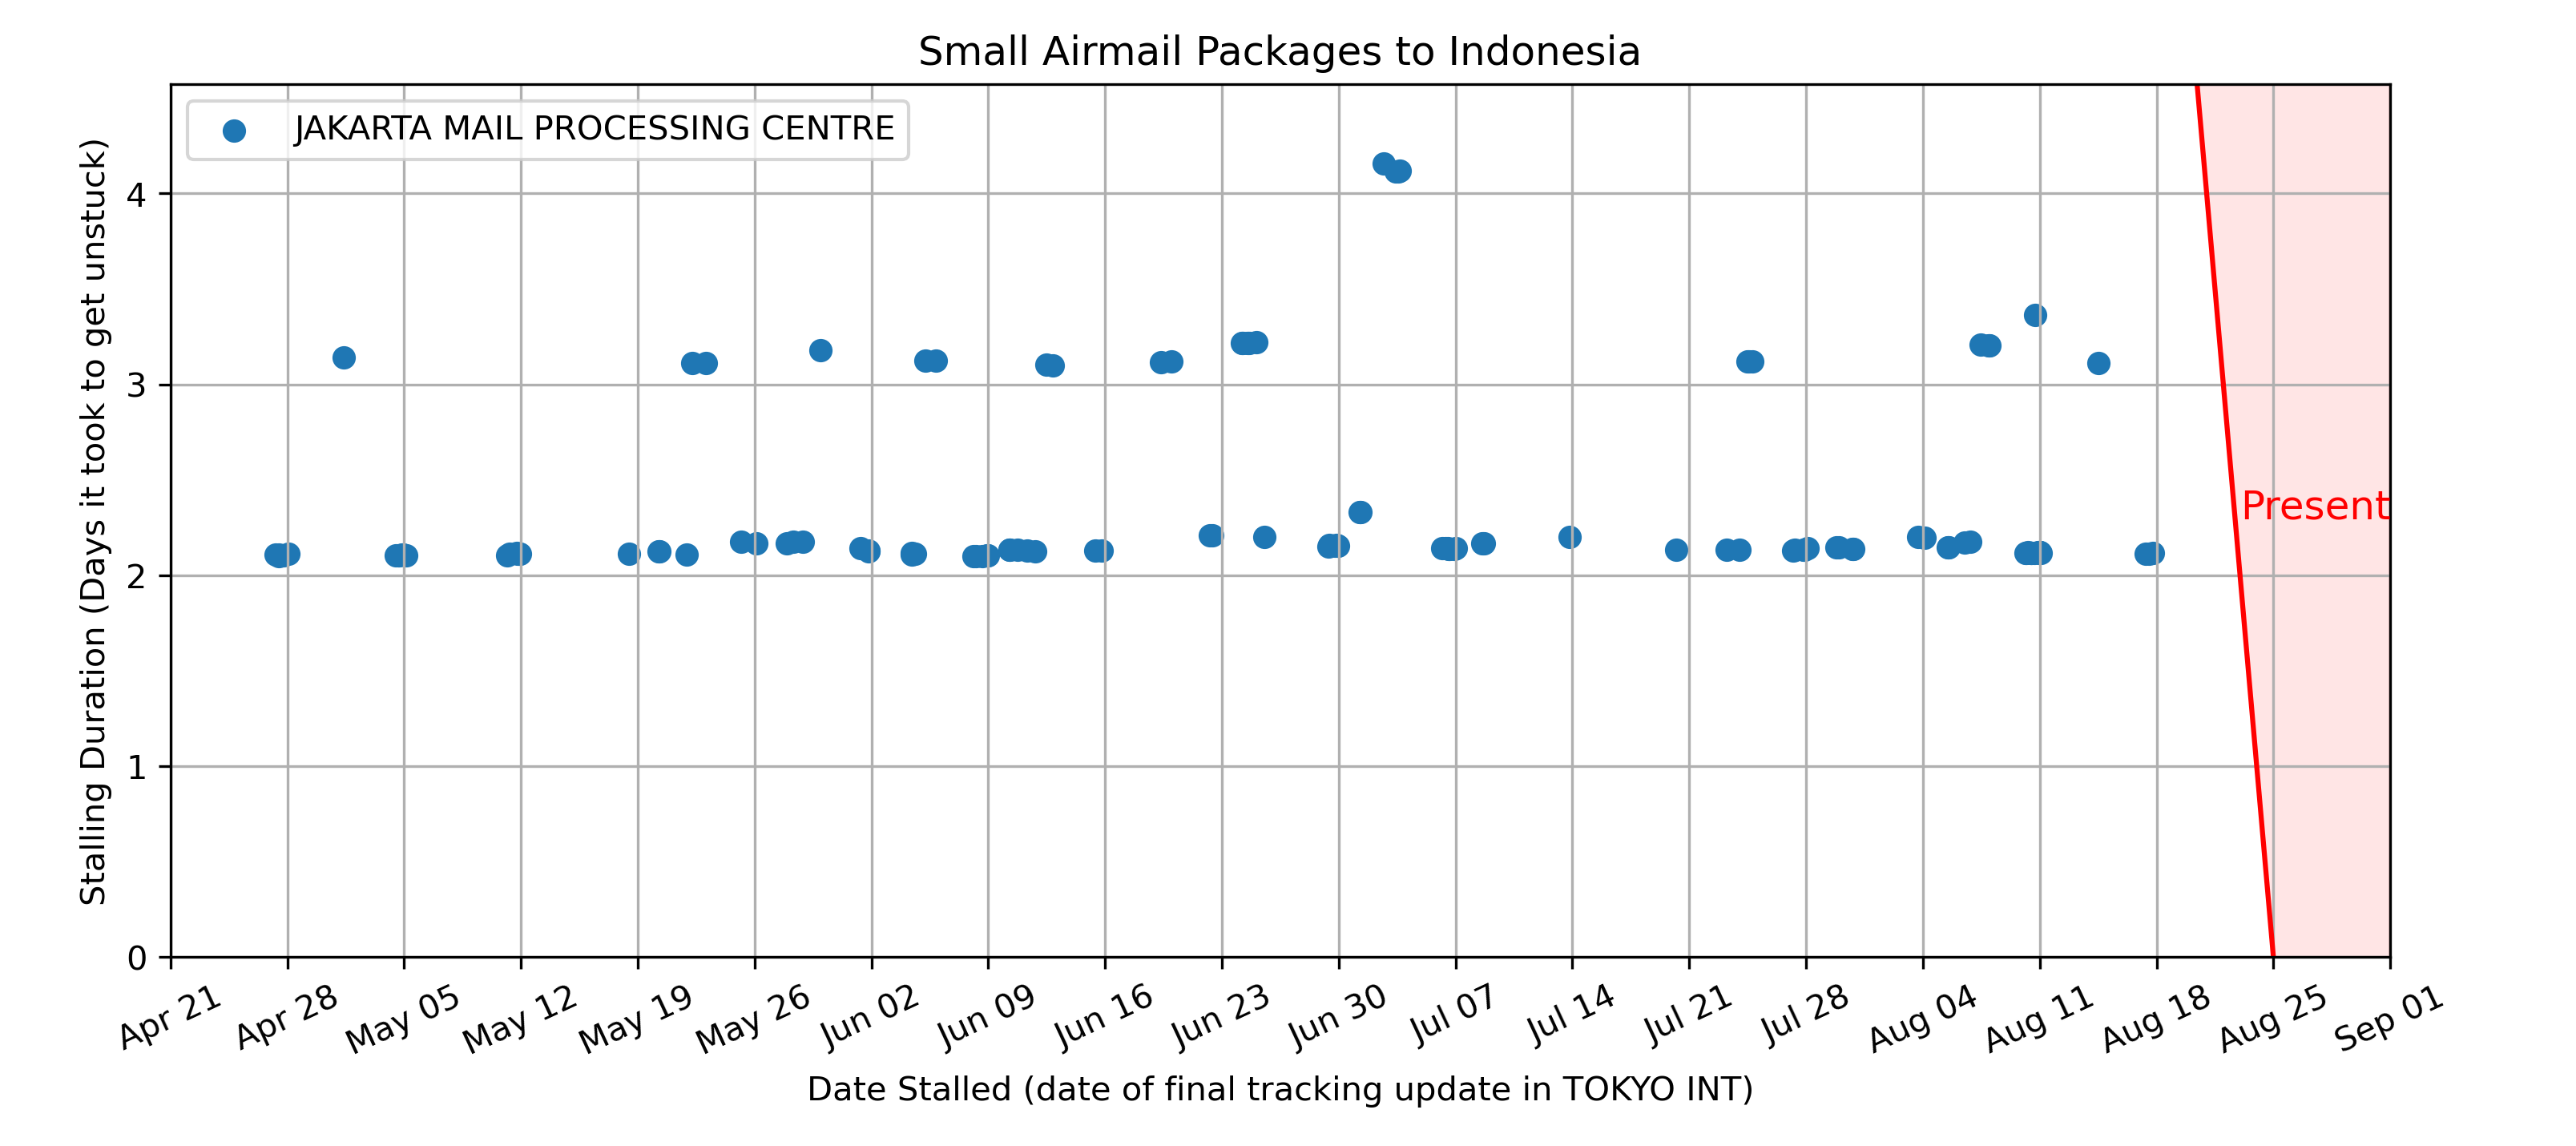 Small Airmail Packages to Indonesia
JAKARTA MAIL PROCESSING CENTRE
Stalling Duration (Days it took to get unstuck)
4
3
2
1
0
Present
Apr 21
Apr 28
May 05
May 12
May 19
May 26
Jun 02
Jun 09
Jun 16
Jun 23
Jun 30
Jul 07
Jul 14
Jul 21
Jul 28
Aug 04
Aug 11
Aug 18
Aug 25
Sep 01
Date Stalled (date of final tracking update in TOKYO INT)